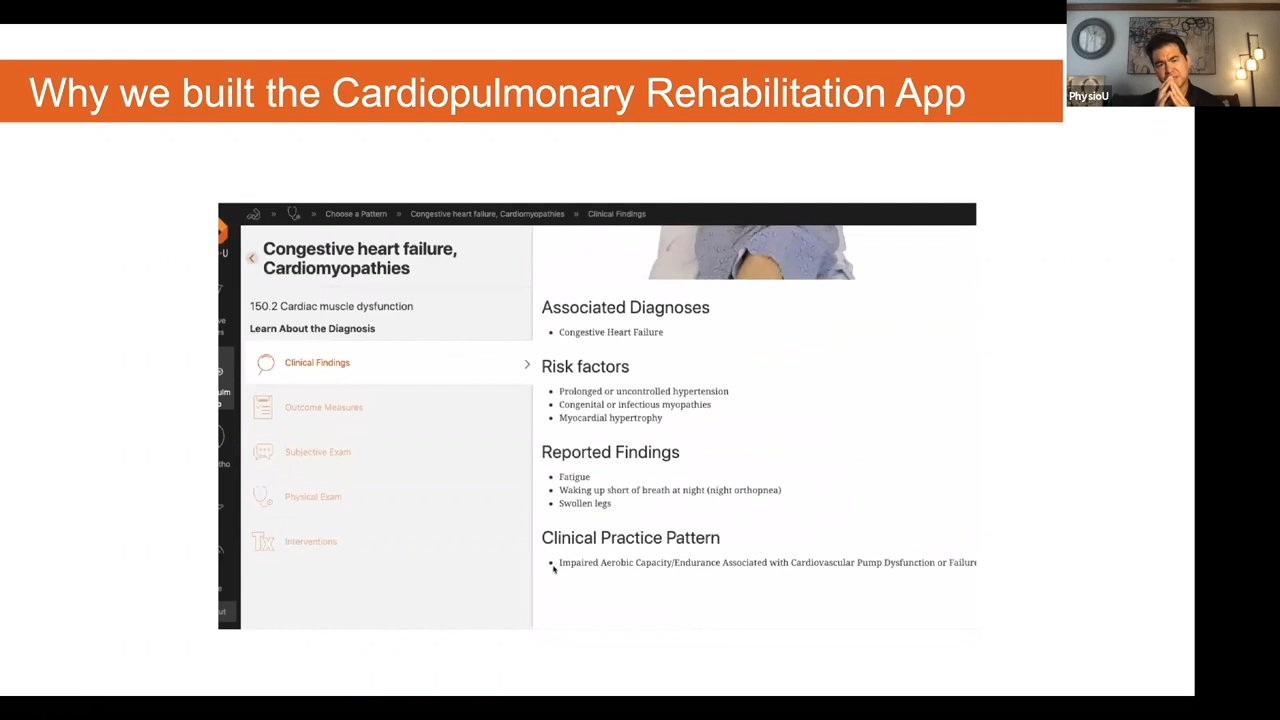 Why we built the Cardiopulmonary Rehabilitation App
PhysioU
» » Choose a Pattern » Congestive heart failure, Cardiomyopathies » Clinical Findings
U
Congestive heart failure,
Cardiomyopathies
150.2 Cardiac muscle dysfunction
Learn About the Diagnosis
Clinical Findings
Outcome Measures
Subjective Exam
Physical Exam
Tx Interventions
Associated Diagnoses
• Congestive Heart Failure
Risk factors
• Prolonged or uncontrolled hypertension
• Congenital or infectious myopathies
• Myocardial hypertrophy
Reported Findings
• Fatigue
• Waking up short of breath at night (night orthopnea)
• Swollen legs
Clinical Practice Pattern
• Impaired Aerobic Capacity/Endurance Associated with Cardiovascular Pump Dysfunction or Failure